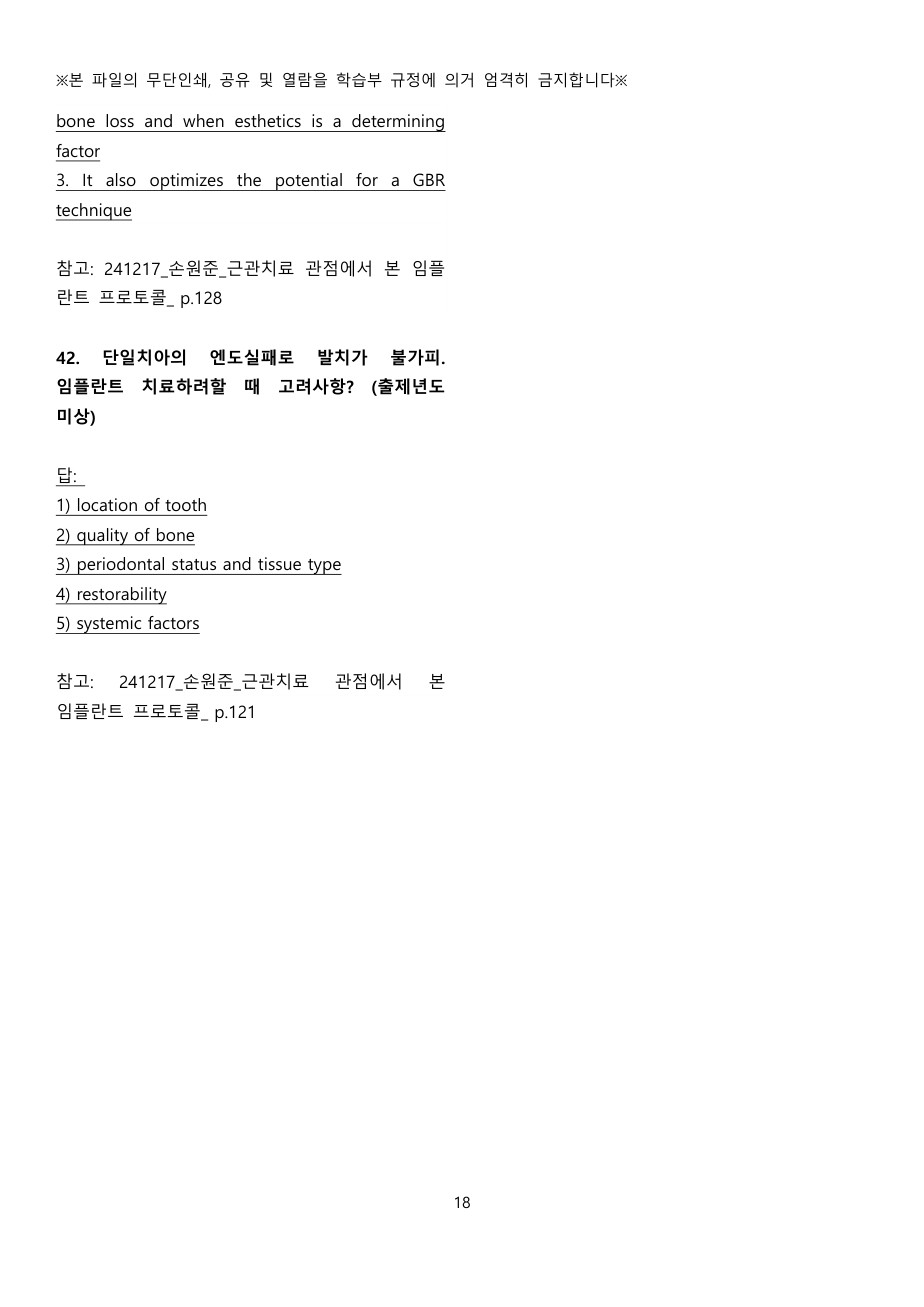 ※본 파일의 무단인쇄, 공유 및 열람을 학습부 규정에 의거 엄격히 금지합니다※
bone loss and when esthetics is a determining
factor
3. It also optimizes the potential for a GBR
technique
참고: 241217_손원준_근관치료 관점에서 본 임플
란트 프로토콜_ p.128
42. 단일치아의 엔도실패로 발치가 불가피.
임플란트 치료하려할 때 고려사항? (출제년도
미상)
답:
1) location of tooth
2) quality of bone
3) periodontal status and tissue type
4) restorability
5) systemic factors
참고: 241217_손원준_근관치료 관점에서 본
임플란트 프로토콜_ p.121
18